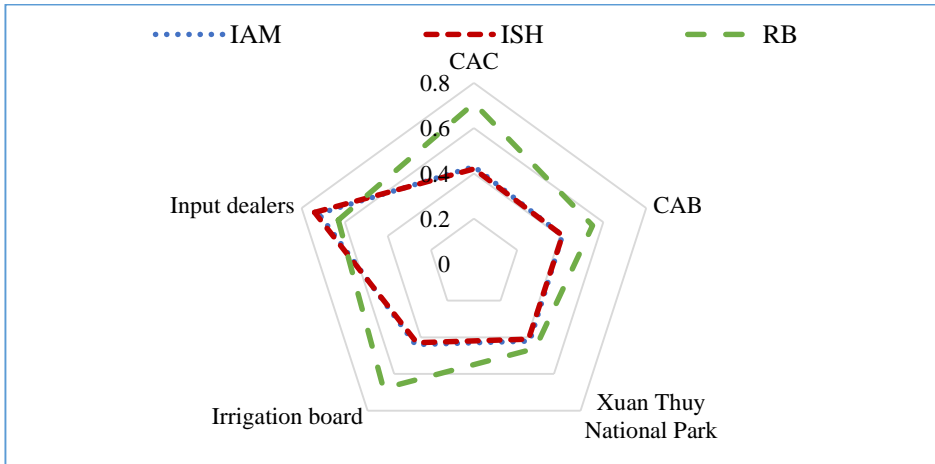 IAM ISH RB
CAC
0.8
0.6
0.4
0.2
0
CAB
Input dealers
Irrigation board
Xuan Thuy
National Park